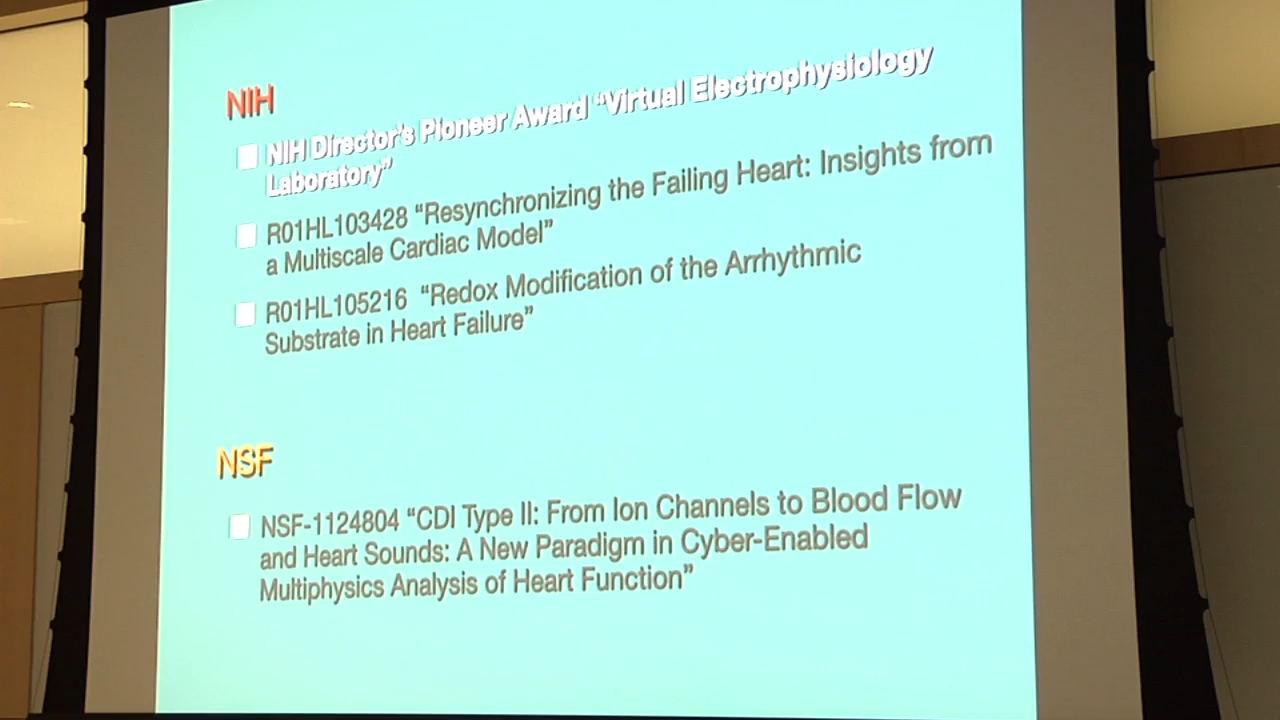 NIH
NIH Director's Pioneer Award “Virtual Electrophysiology
Laboratory”
R01HL103428 “Resynchronizing the Failing Heart: Insights from
a Multiscale Cardiac Model”
R01HL105216 “Redox Modification of the Arrhythmic
Substrate in Heart Failure”
NSF
NSF-1124804 “CDI Type II: From Ion Channels to Blood Flow
and Heart Sounds: A New Paradigm in Cyber-Enabled
Multiphysics Analysis of Heart Function”